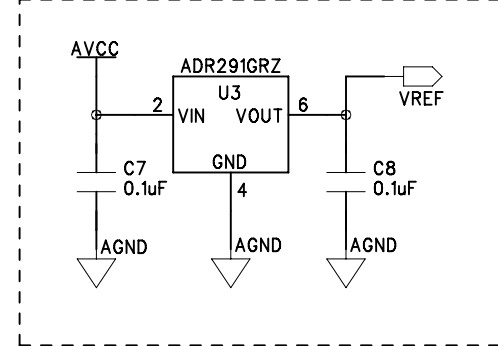 AVCC
ADR291GRZ
U3
2
VIN
VOUT
6
VREF
GND
4
C7
0.1uF
C8
0.1uF
AGND
AGND
AGND